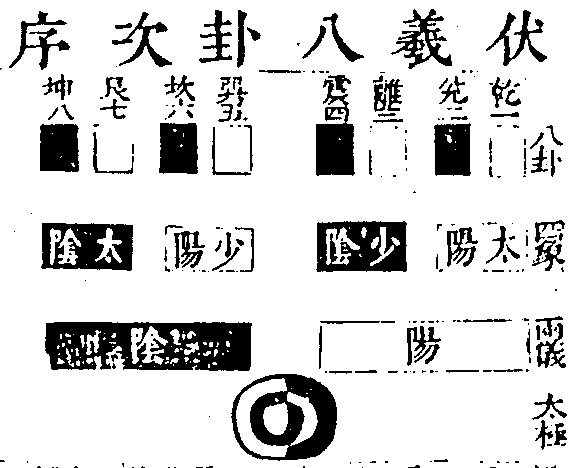 伏羲八卦次序
乾一
兌二
離三
震四
巽五
坎六
艮七
坤八
八卦
四象
太陽
少陰
少陽
太陰
兩儀
陽
陰
太極